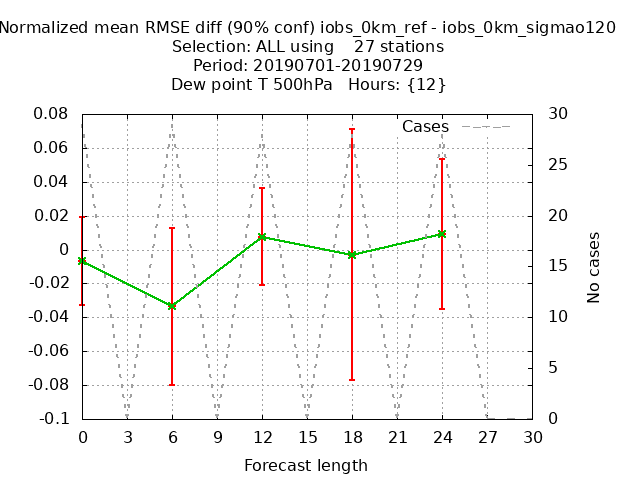 Normalized mean RMSE diff (90% conf) iobs_0km_ref - iobs_0km_sigmao120
Selection: ALL using    27 stations
Period: 20190701-20190729
Dew point T 500hPa   Hours: {12}
Cases
0.08
0.06
0.04
0.02
0
-0.02
-0.04
-0.06
-0.08
-0.1
30
25
20
15
10
5
0
No cases
0 3 6 9 12 15 18 21 24 27 30
Forecast length